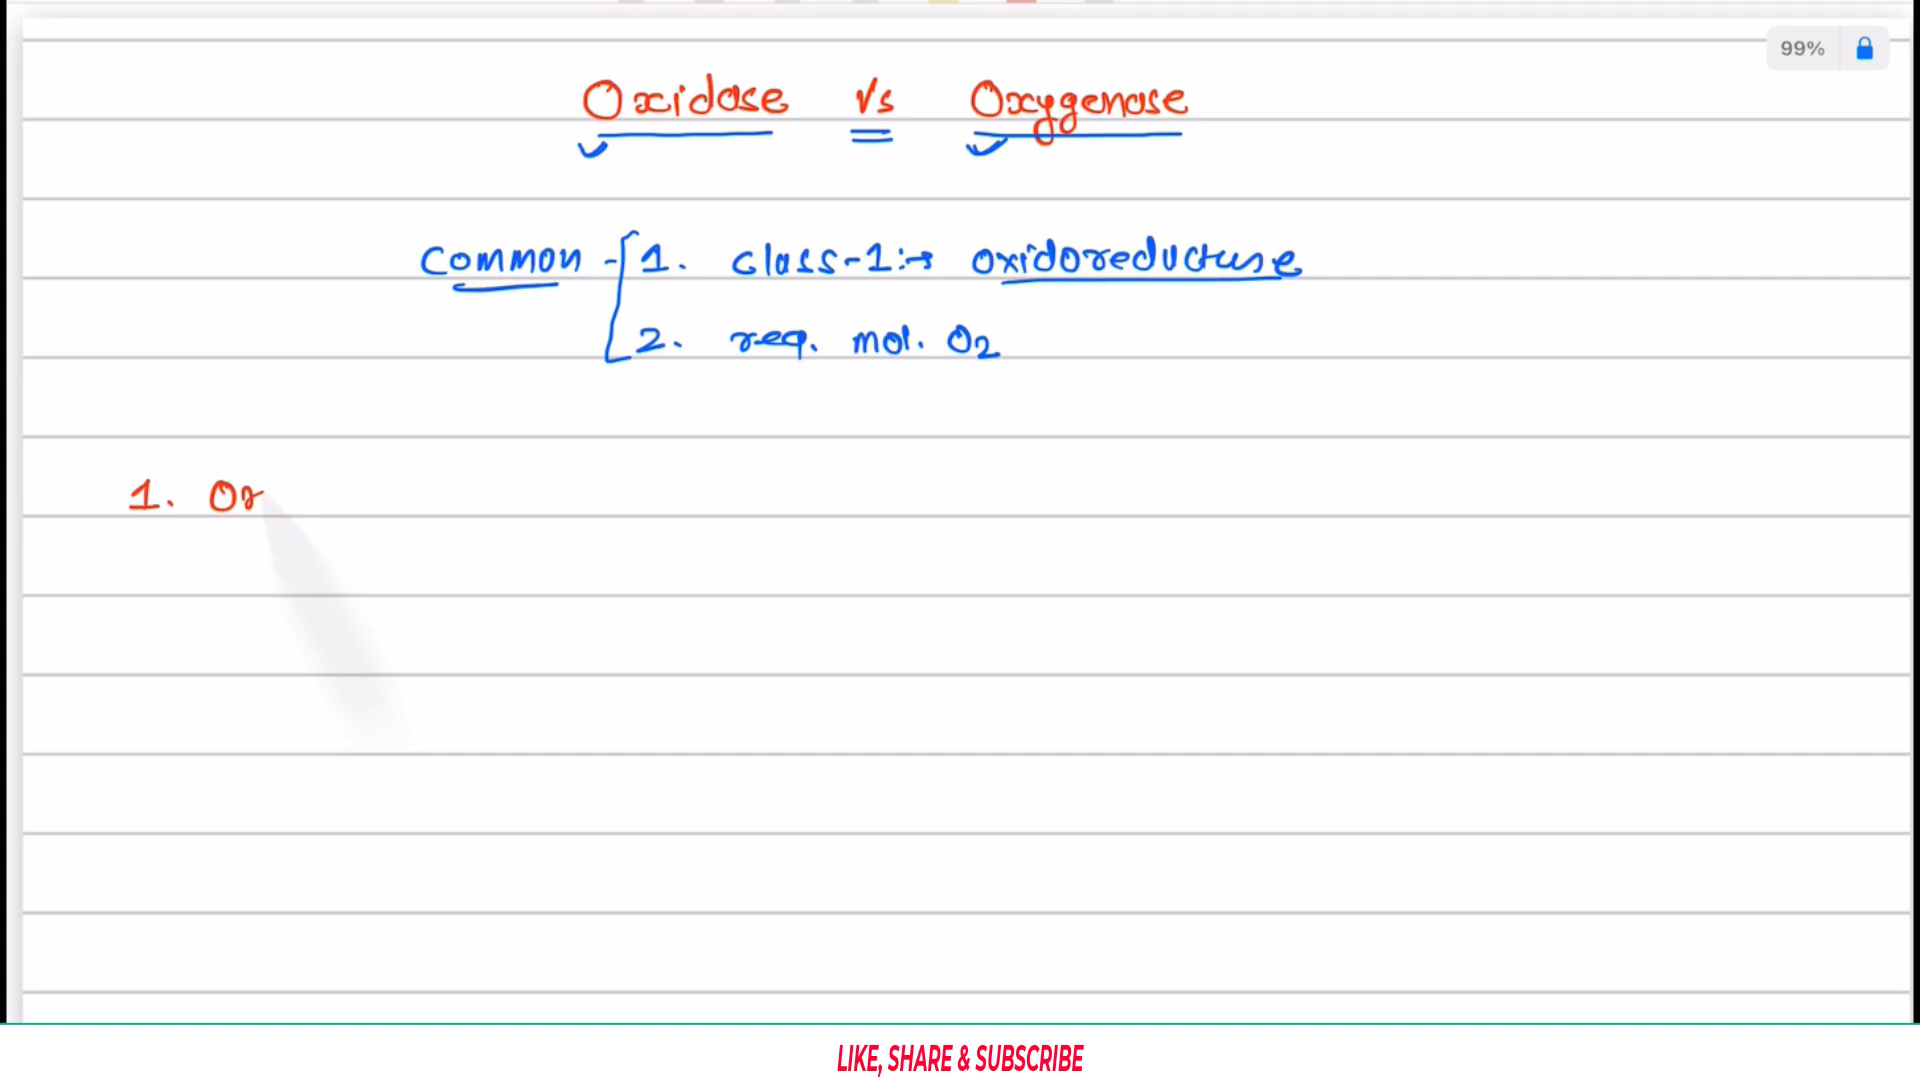 99%
Oxidase Vs Oxygenase
Common - 1. class-1:→ oxidoreductase
2. req. mol. O2
1. Ox
LIKE, SHARE & SUBSCRIBE